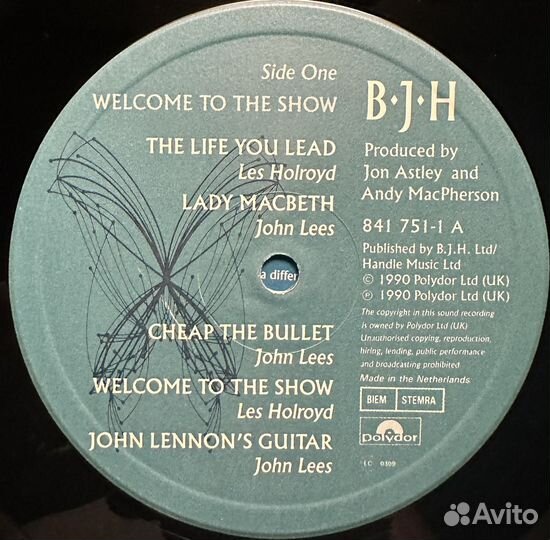 Side One
WELCOME TO THE SHOW
THE LIFE YOU LEAD
Les Holroyd
LADY MACBETH
John Lees
CHEAP THE BULLET
John Lees
WELCOME TO THE SHOW
Les Holroyd
JOHN LENNON'S GUITAR
John Lees
B·J·H
Produced by
Jon Astley and
Andy MacPherson
841 751-1 A
Published by B.J.H. Ltd/
Handle Music Ltd
© 1990 Polydor Ltd (UK)
℗ 1990 Polydor Ltd (UK)
The copyright in this sound recording
is owned by Polydor Ltd (UK)
Unauthorised copying, reproduction,
hiring, lending, public performance
and broadcasting prohibited
Made in the Netherlands
BIEM STEMRA
polydor
LC 0309
a differ
Avito